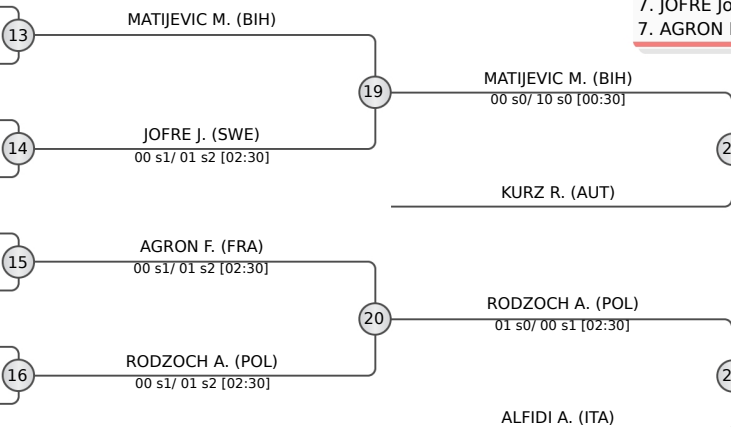 7. JOFRE Jo
7. AGRON
13
MATIJEVIC M. (BIH)
14
JOFRE J. (SWE)
00 s1/ 01 s2 [02:30]
19
MATIJEVIC M. (BIH)
00 s0/ 10 s0 [00:30]
KURZ R. (AUT)
15
AGRON F. (FRA)
00 s1/ 01 s2 [02:30]
16
RODZOCH A. (POL)
00 s1/ 01 s2 [02:30]
20
RODZOCH A. (POL)
01 s0/ 00 s1 [02:30]
ALFIDI A. (ITA)